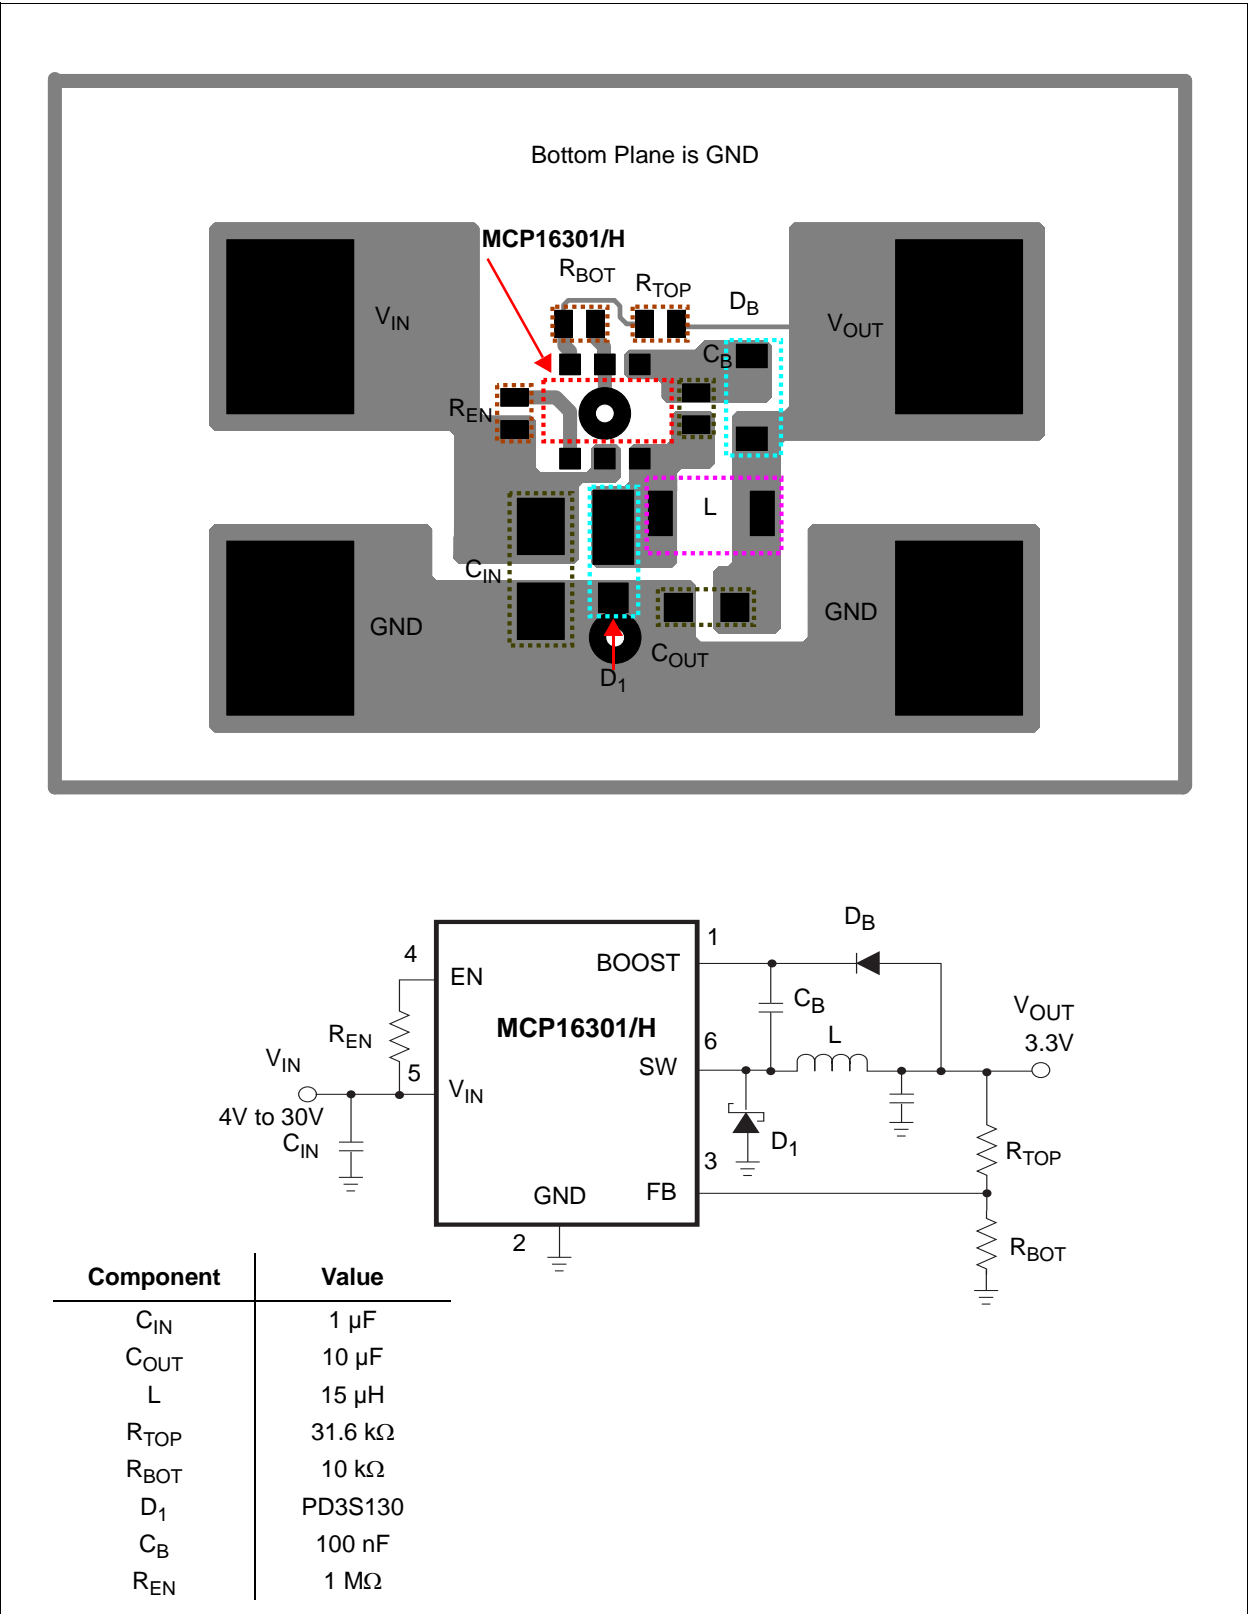 Bottom Plane is GND
MCP16301/H
RBOT
RTOP
DB
VIN
VOUT
CB
REN
L
CIN
GND
GND
COUT
D1
DB
1
4
BOOST
EN
CB
VOUT
MCP16301/H
REN
6
L
3.3V
VIN
5
SW
VIN
4V to 30V
CIN
D1
3
RTOP
GND
FB
2
RBOT
Component Value
CIN 1 µF
COUT 10 µF
L 15 µH
RTOP 31.6 kΩ
RBOT 10 kΩ
D1 PD3S130
CB 100 nF
REN 1 MΩ